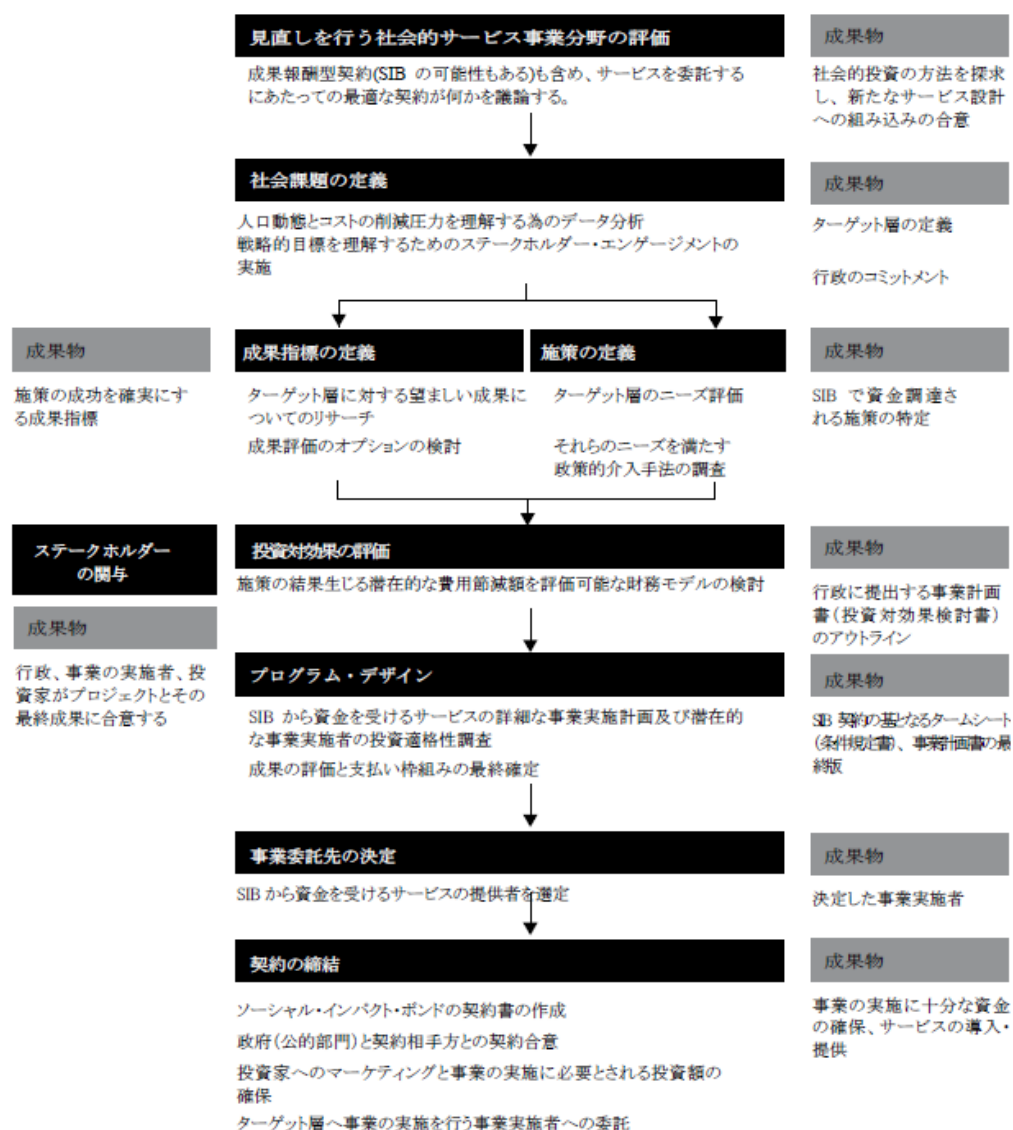 見直しを行う社会的サービス事業分野の評価
成果報酬型契約(SIB の可能性もある)も含め、サービスを委託する
にあたっての最適な契約が何かを議論する。
成果物
社会的投資の方法を探求
し、新たなサービス設計
への組み込みの合意
社会課題の定義
人口動態とコストの削減圧力を理解する為のデータ分析
戦略的目標を理解するためのステークホルダー・エンゲージメントの
実施
成果物
ターゲット層の定義
行政のコミットメント
成果物
施策の成功を確実にす
る成果指標
成果指標の定義
ターゲット層に対する望ましい成果に
ついてのリサーチ
成果評価のオプションの検討
施策の定義
ターゲット層のニーズ評価
それらのニーズを満たす
政策的介入手法の調査
成果物
SIB で資金調達さ
れる施策の特定
ステークホルダー
の関与
成果物
行政、事業の実施者、投
資家がプロジェクトとその
最終成果に合意する
投資対効果の評価
施策の結果生じる潜在的な費用節減額を評価可能な財務モデルの検討
成果物
行政に提出する事業計画
書(投資対効果検討書)
のアウトライン
プログラム・デザイン
SIB から資金を受けるサービスの詳細な事業実施計画及び潜在的
な事業実施者の投資適格性調査
成果の評価と支払い枠組みの最終確定
成果物
SIB 契約の基となるタームシート
(条件規定書)、事業計画書の最
終版
事業委託先の決定
SIB から資金を受けるサービスの提供者を選定
成果物
決定した事業実施者
契約の締結
ソーシャル・インパクト・ボンドの契約書の作成
政府(公的部門)と契約相手方との契約合意
投資家へのマーケティングと事業の実施に必要とされる投資額の
確保
ターゲット層へ事業の実施を行う事業実施者への委託
成果物
事業の実施に十分な資金
の確保、サービスの導入・
提供